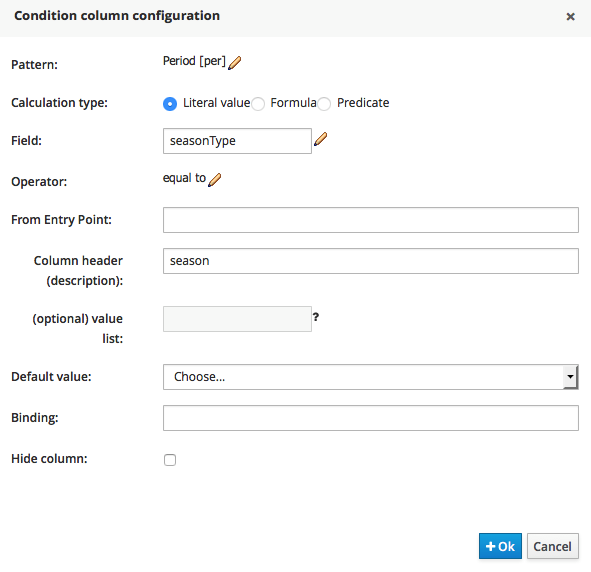 Condition column configuration ×
Pattern: Period [per]
Calculation type: Literal value Formula Predicate
Field: seasonType
Operator: equal to
From Entry Point:
Column header
(description): season
(optional) value
list: ?
Default value: Choose...
Binding:
Hide column:
+ Ok Cancel